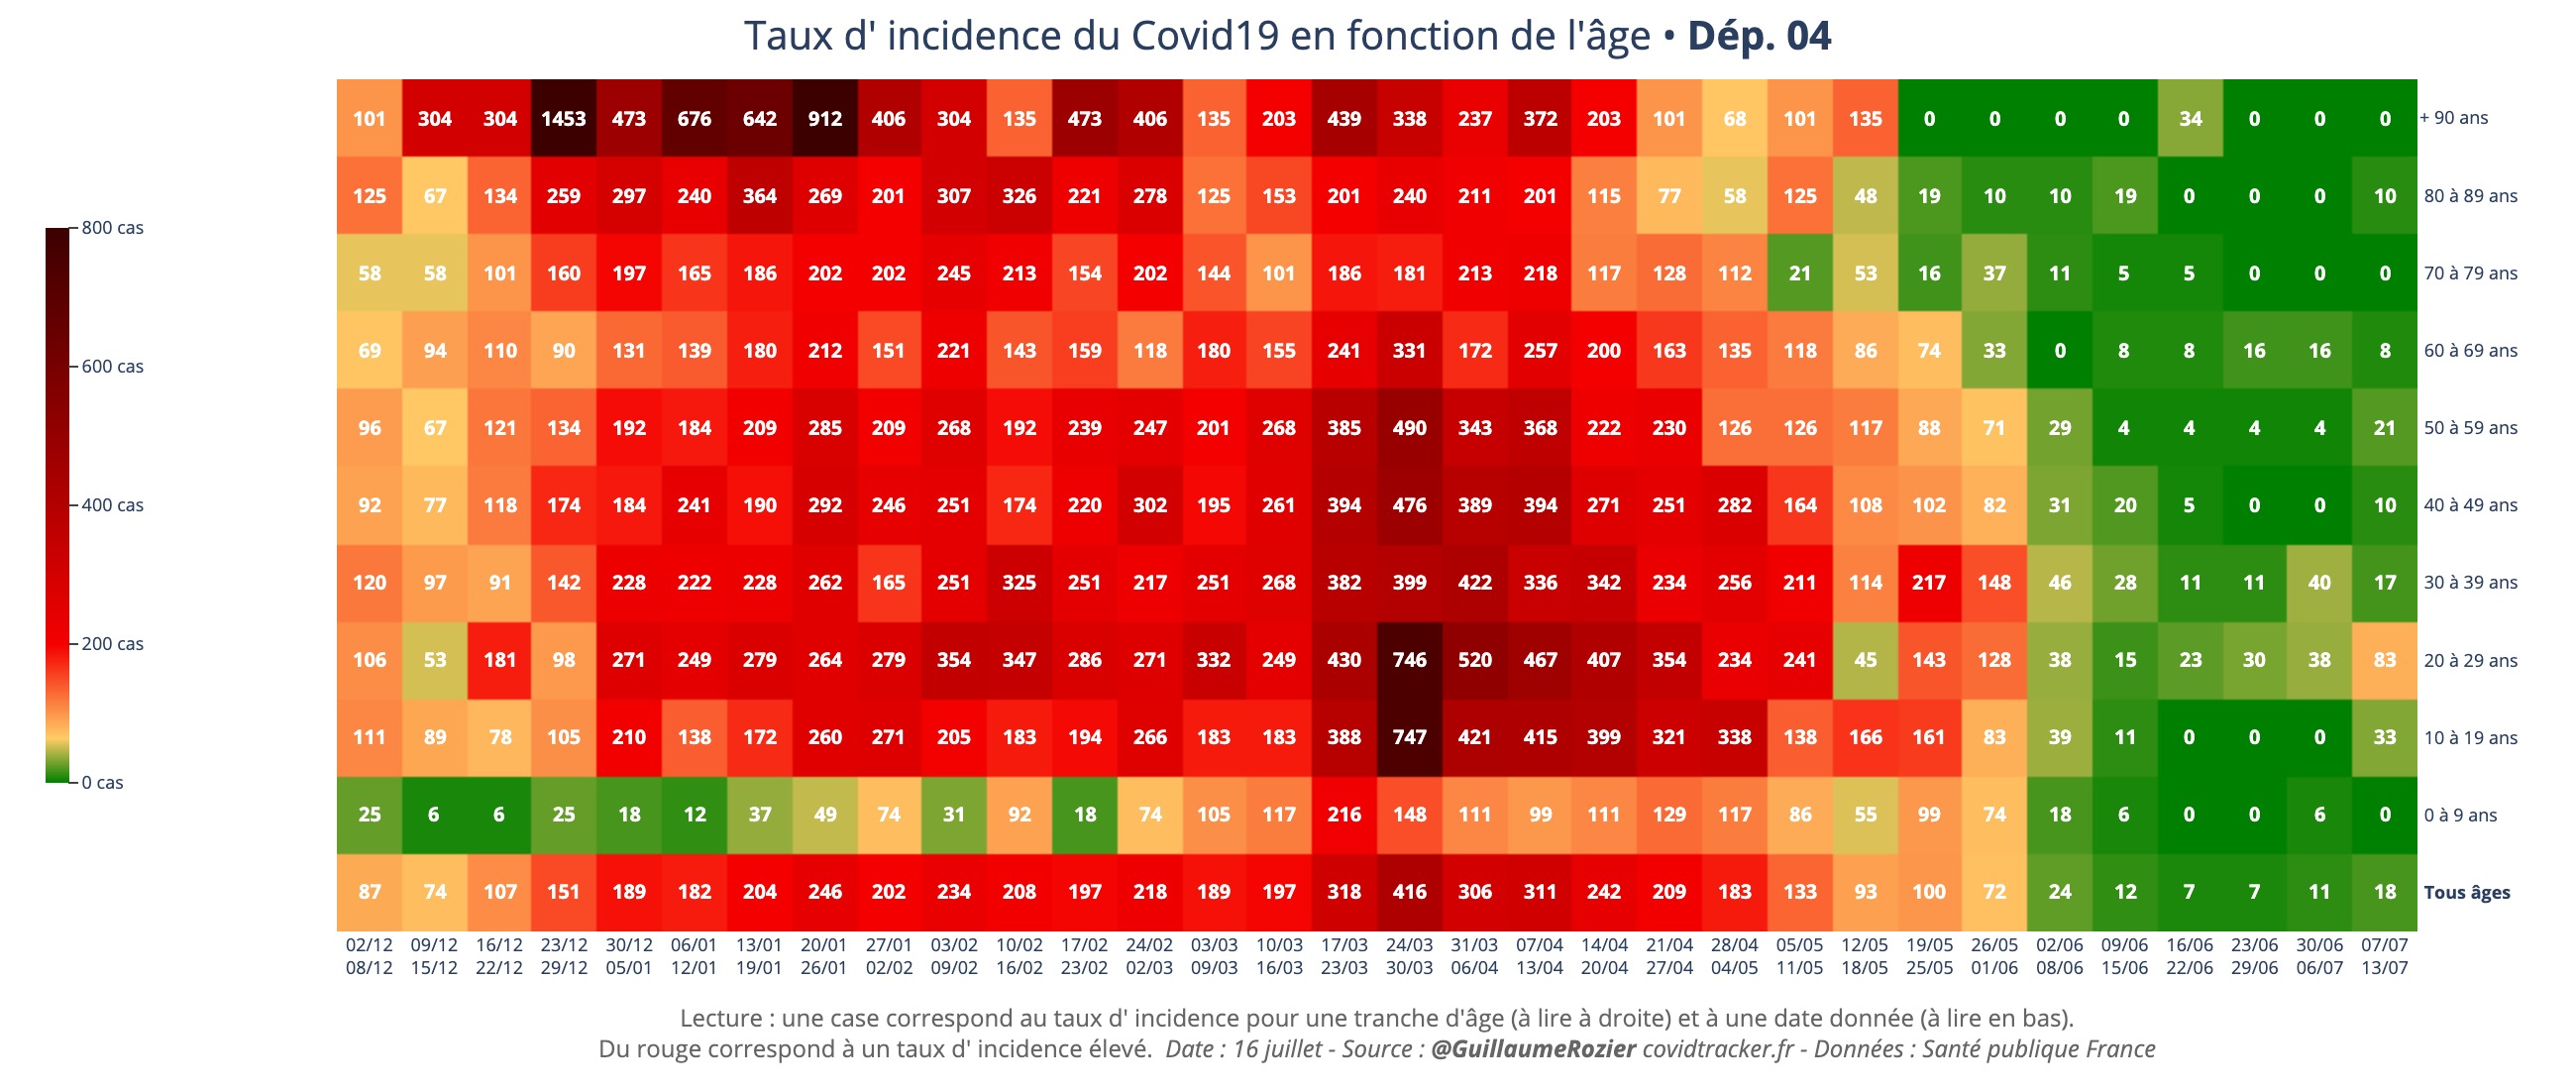 Taux d' incidence du Covid19 en fonction de l'âge • Dép. 04
800 cas
600 cas
400 cas
200 cas
0 cas
101 304 304 1453 473 676 642 912 406 304 135 473 406 135 203 439 338 237 372 203 101 68 101 135 0 0 0 0 34 0 0 0 + 90 ans
125 67 134 259 297 240 364 269 201 307 326 221 278 125 153 201 240 211 201 115 77 58 125 48 19 10 10 19 0 0 0 10 80 à 89 ans
58 58 101 160 197 165 186 202 202 245 213 154 202 144 101 186 181 213 218 117 128 112 21 53 16 37 11 5 5 0 0 0 70 à 79 ans
69 94 110 90 131 139 180 212 151 221 143 159 118 180 155 241 331 172 257 200 163 135 118 86 74 33 0 8 8 16 16 8 60 à 69 ans
96 67 121 134 192 184 209 285 209 268 192 239 247 201 268 385 490 343 368 222 230 126 126 117 88 71 29 4 4 4 4 21 50 à 59 ans
92 77 118 174 184 241 190 292 246 251 174 220 302 195 261 394 476 389 394 271 251 282 164 108 102 82 31 20 5 0 0 10 40 à 49 ans
120 97 91 142 228 222 228 262 165 251 325 251 217 251 268 382 399 422 336 342 234 256 211 114 217 148 46 28 11 11 40 17 30 à 39 ans
106 53 181 98 271 249 279 264 279 354 347 286 271 332 249 430 746 520 467 407 354 234 241 45 143 128 38 15 23 30 38 83 20 à 29 ans
111 89 78 105 210 138 172 260 271 205 183 194 266 183 183 388 747 421 415 399 321 338 138 166 161 83 39 11 0 0 0 33 10 à 19 ans
25 6 6 25 18 12 37 49 74 31 92 18 74 105 117 216 148 111 99 111 129 117 86 55 99 74 18 6 0 0 6 0 0 à 9 ans
87 74 107 151 189 182 204 246 202 234 208 197 218 189 197 318 416 306 311 242 209 183 133 93 100 72 24 12 7 7 11 18 Tous âges
02/12 09/12 16/12 23/12 30/12 06/01 13/01 20/01 27/01 03/02 10/02 17/02 24/02 03/03 10/03 17/03 24/03 31/03 07/04 14/04 21/04 28/04 05/05 12/05 19/05 26/05 02/06 09/06 16/06 23/06 30/06 07/07
08/12 15/12 22/12 29/12 05/01 12/01 19/01 26/01 02/02 09/02 16/02 23/02 02/03 09/03 16/03 23/03 30/03 06/04 13/04 20/04 27/04 04/05 11/05 18/05 25/05 01/06 08/06 15/06 22/06 29/06 06/07 13/07
Lecture : une case correspond au taux d' incidence pour une tranche d'âge (à lire à droite) et à une date donnée (à lire en bas).
Du rouge correspond à un taux d' incidence élevé. Date : 16 juillet - Source : @GuillaumeRozier covidtracker.fr - Données : Santé publique France